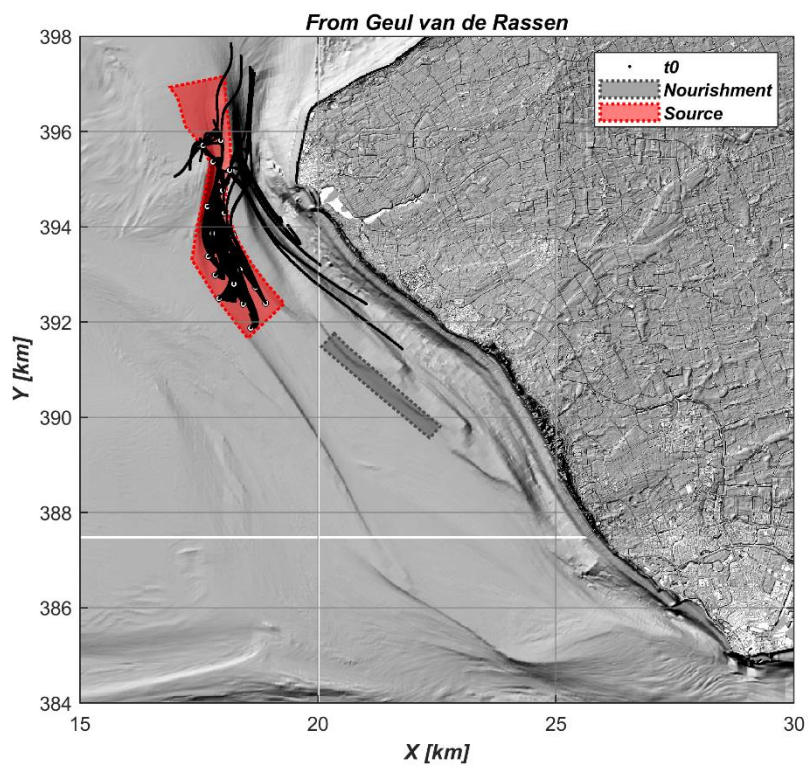 From Geul van de Rassen
t0
Nourishment
Source
398
396
394
392
390
388
386
384
Y [km]
15
20
25
30
X [km]